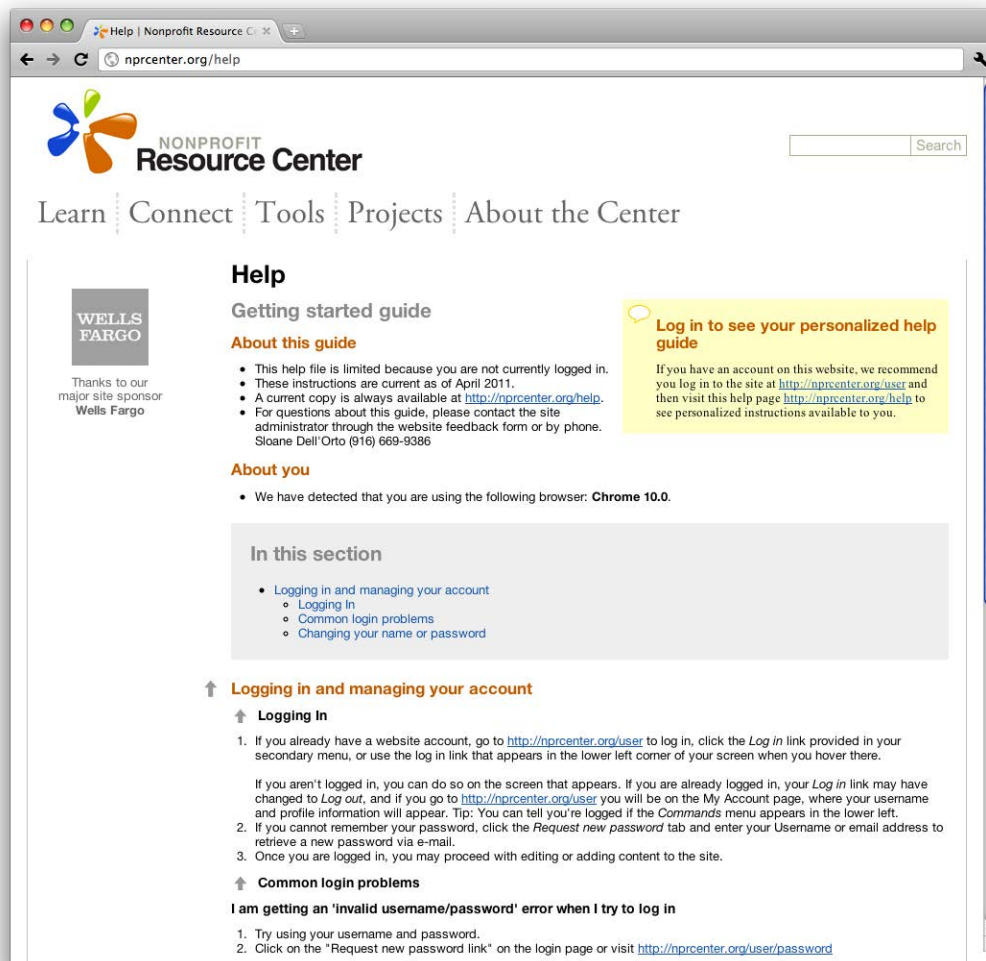 Help | Nonprofit Resource C
nprcenter.org/help
NONPROFIT
Resource Center
Search
Learn Connect Tools Projects About the Center
WELLS
FARGO
Thanks to our
major site sponsor
Wells Fargo
Help
Getting started guide
About this guide
• This help file is limited because you are not currently logged in.
• These instructions are current as of April 2011.
• A current copy is always available at http://nprcenter.org/help.
• For questions about this guide, please contact the site
administrator through the website feedback form or by phone.
Sloane Dell'Orto (916) 669-9386
Log in to see your personalized help
guide
If you have an account on this website, we recommend
you log in to the site at http://nprcenter.org/user and
then visit this help page http://nprcenter.org/help to
see personalized instructions available to you.
About you
• We have detected that you are using the following browser: Chrome 10.0.
In this section
• Logging in and managing your account
Logging In
Common login problems
Changing your name or password
Logging in and managing your account
Logging In
1. If you already have a website account, go to http://nprcenter.org/user to log in, click the Log in link provided in your
secondary menu, or use the log in link that appears in the lower left corner of your screen when you hover there.
If you aren't logged in, you can do so on the screen that appears. If you are already logged in, your Log in link may have
changed to Log out, and if you go to http://nprcenter.org/user you will be on the My Account page, where your username
and profile information will appear. Tip: You can tell you're logged if the Commands menu appears in the lower left.
2. If you cannot remember your password, click the Request new password tab and enter your Username or email address to
retrieve a new password via e-mail.
3. Once you are logged in, you may proceed with editing or adding content to the site.
Common login problems
I am getting an 'invalid username/password' error when I try to log in
1. Try using your username and password.
2. Click on the "Request new password link" on the login page or visit http://nprcenter.org/user/password